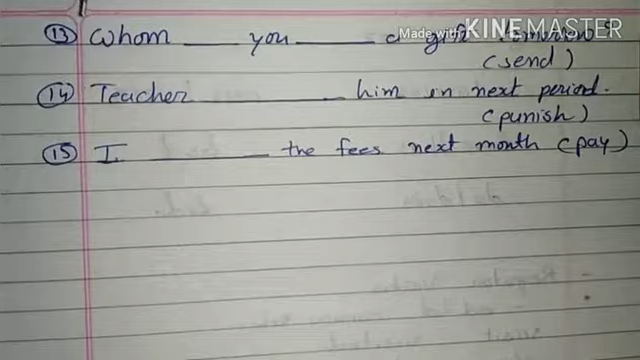 Made with KINEMASTER
(13) Whom ____ you ____ a gift tomorrow?
(send)
(14) Teacher ____ him in next period.
(punish)
(15) I ____ the fees next month (pay)